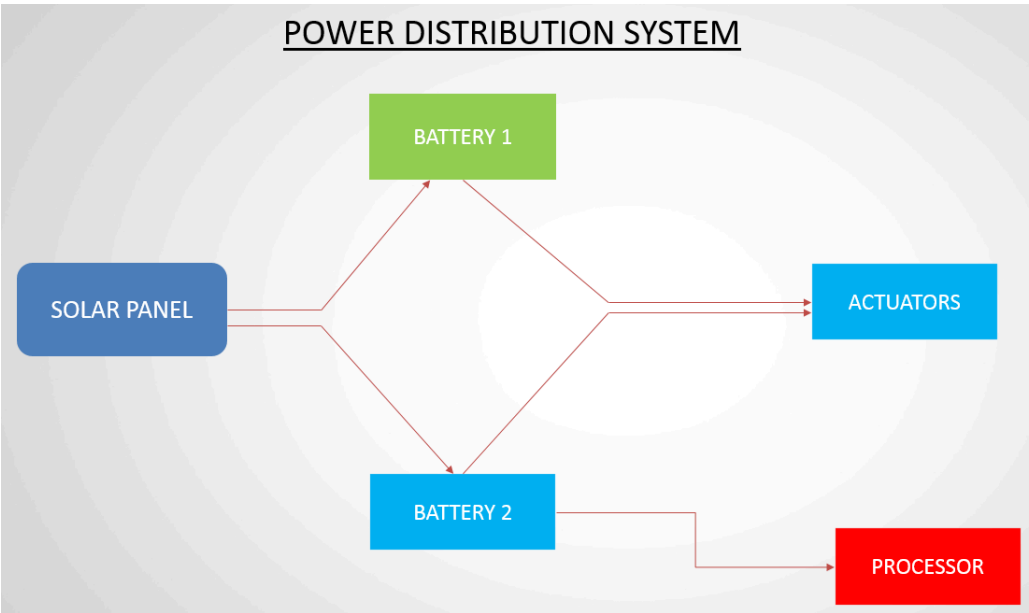 POWER DISTRIBUTION SYSTEM
BATTERY 1
SOLAR PANEL
ACTUATORS
BATTERY 2
PROCESSOR